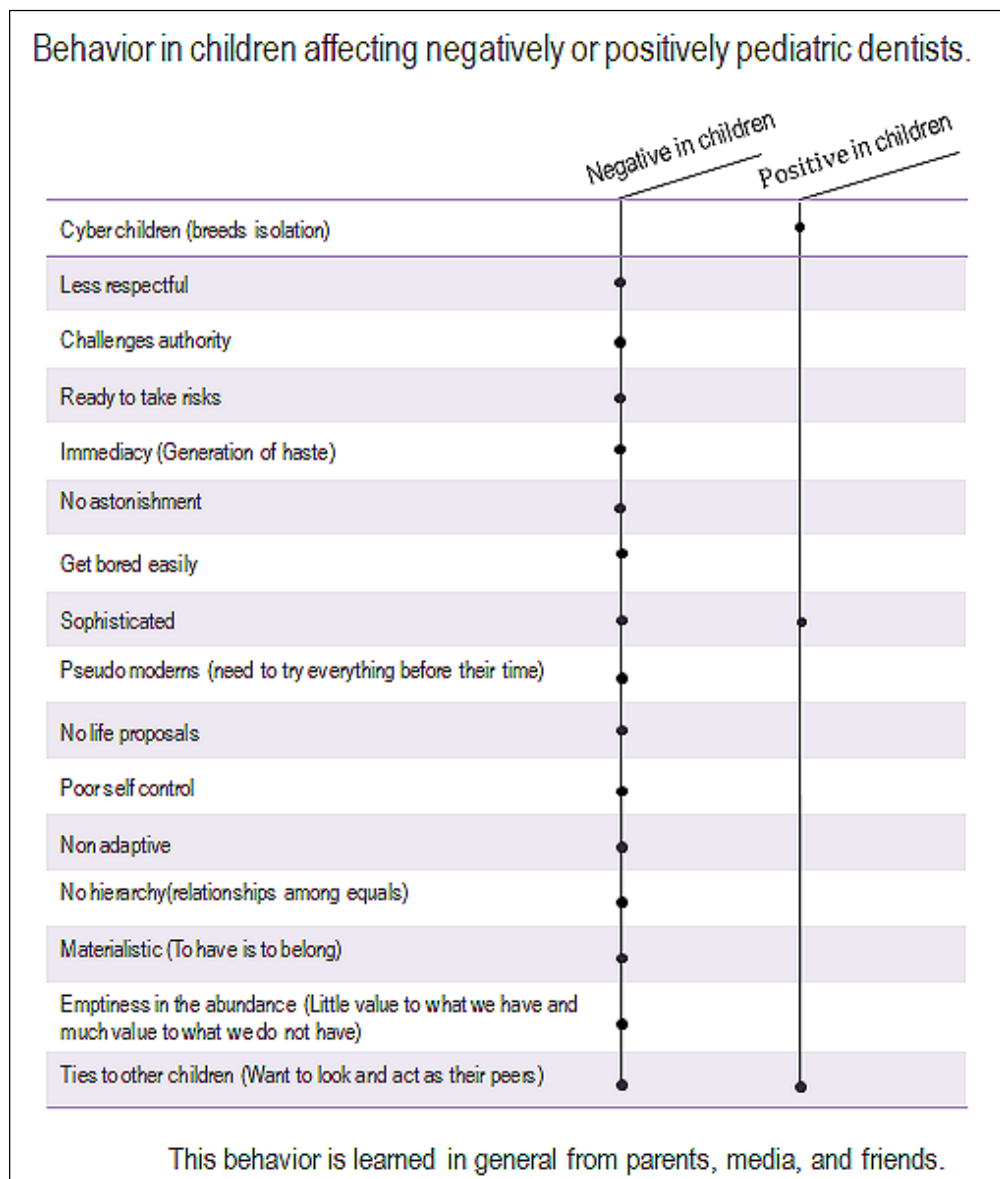 Behavior in children affecting negatively or positively pediatric dentists.
Negative in children
Positive in children
Cyber children (breeds isolation)
Less respectful
Challenges authority
Ready to take risks
Immediacy (Generation of haste)
No astonishment
Get bored easily
Sophisticated
Pseudo moderns (need to try everything before their time)
No life proposals
Poor self control
Non adaptive
No hierarchy(relationships among equals)
Materialistic (To have is to belong)
Emptiness in the abundance (Little value to what we have and
much value to what we do not have)
Ties to other children (Want to look and act as their peers)
This behavior is learned in general from parents, media, and friends.